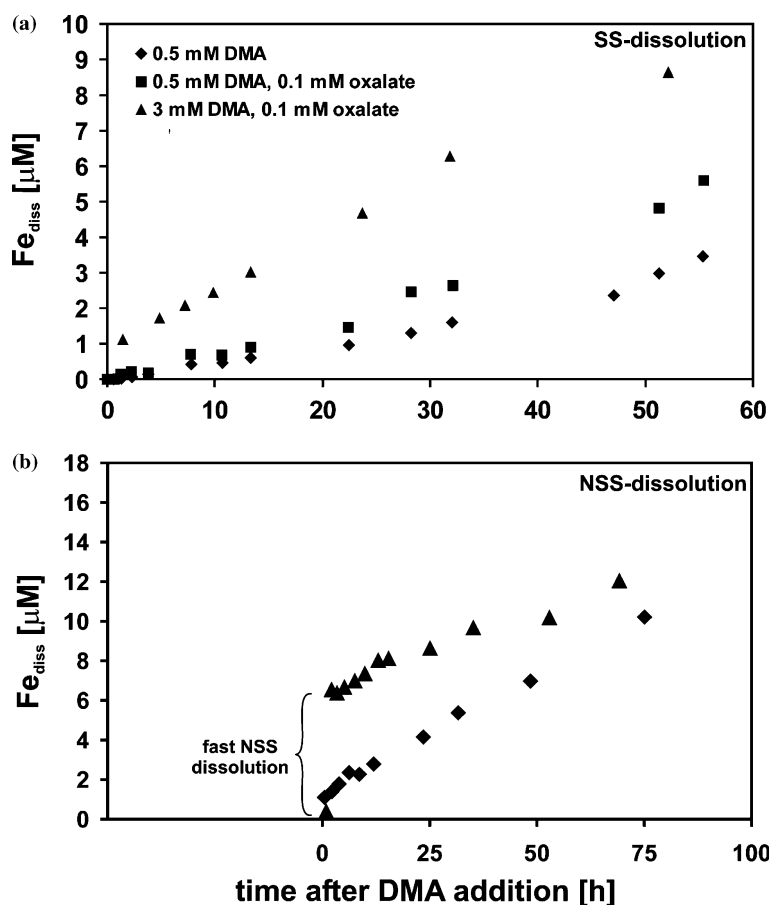 (a)
SS-dissolution
0.5 mM DMA
0.5 mM DMA, 0.1 mM oxalate
3 mM DMA, 0.1 mM oxalate
Fediss [μM]
10
9
8
7
6
5
4
3
2
1
0
0 10 20 30 40 50 60
(b)
NSS-dissolution
Fediss [μM]
18
16
14
12
10
8
6
4
2
0
fast NSS
dissolution
0 25 50 75 100
time after DMA addition [h]